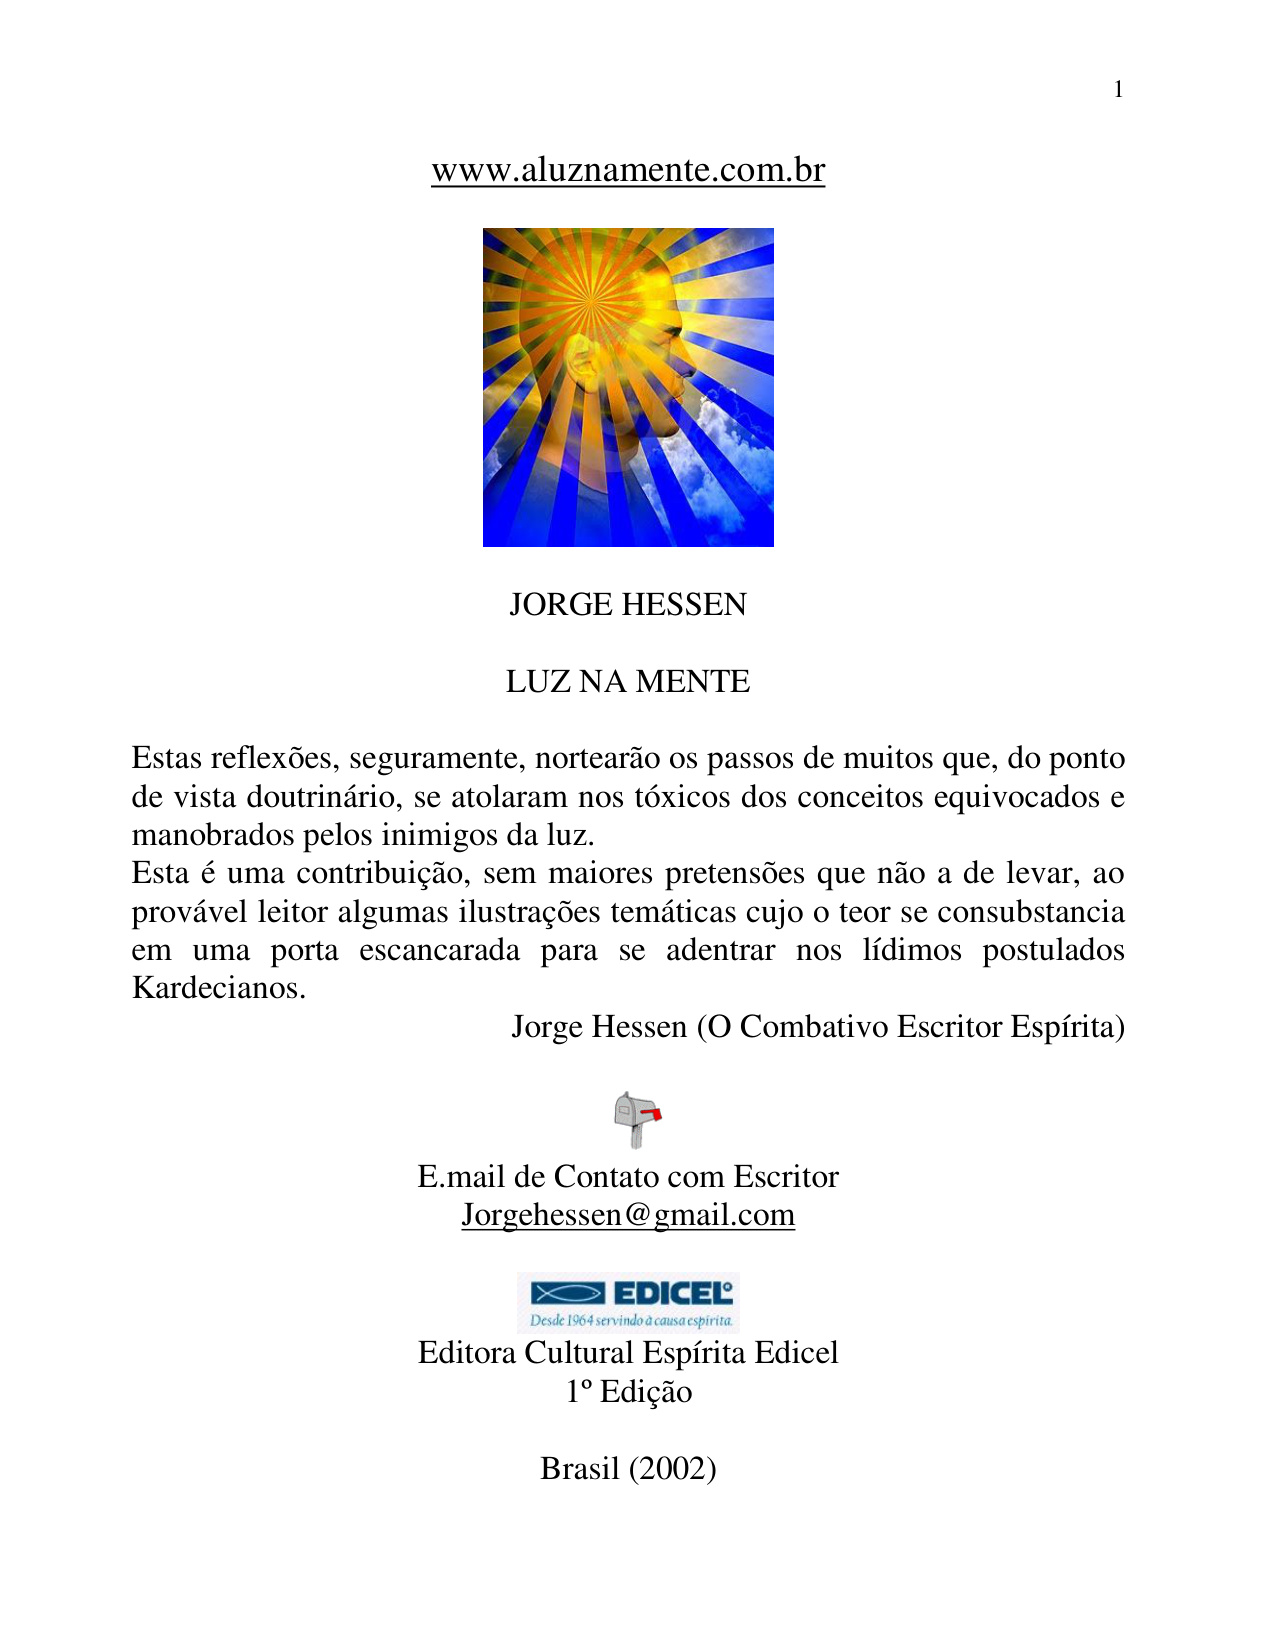 1
www.aluznamente.com.br
JORGE HESSEN
LUZ NA MENTE
Estas reflexões, seguramente, nortearão os passos de muitos que, do ponto
de vista doutrinário, se atolaram nos tóxicos dos conceitos equivocados e
manobrados pelos inimigos da luz.
Esta é uma contribuição, sem maiores pretensões que não a de levar, ao
provável leitor algumas ilustrações temáticas cujo o teor se consubstancia
em uma porta escancarada para se adentrar nos lídimos postulados
Kardecianos.
Jorge Hessen (O Combativo Escritor Espírita)
E.mail de Contato com Escritor
Jorgehessen@gmail.com
EDICEL®
Desde 1964 servindo à causa espírita.
Editora Cultural Espírita Edicel
1º Edição
Brasil (2002)